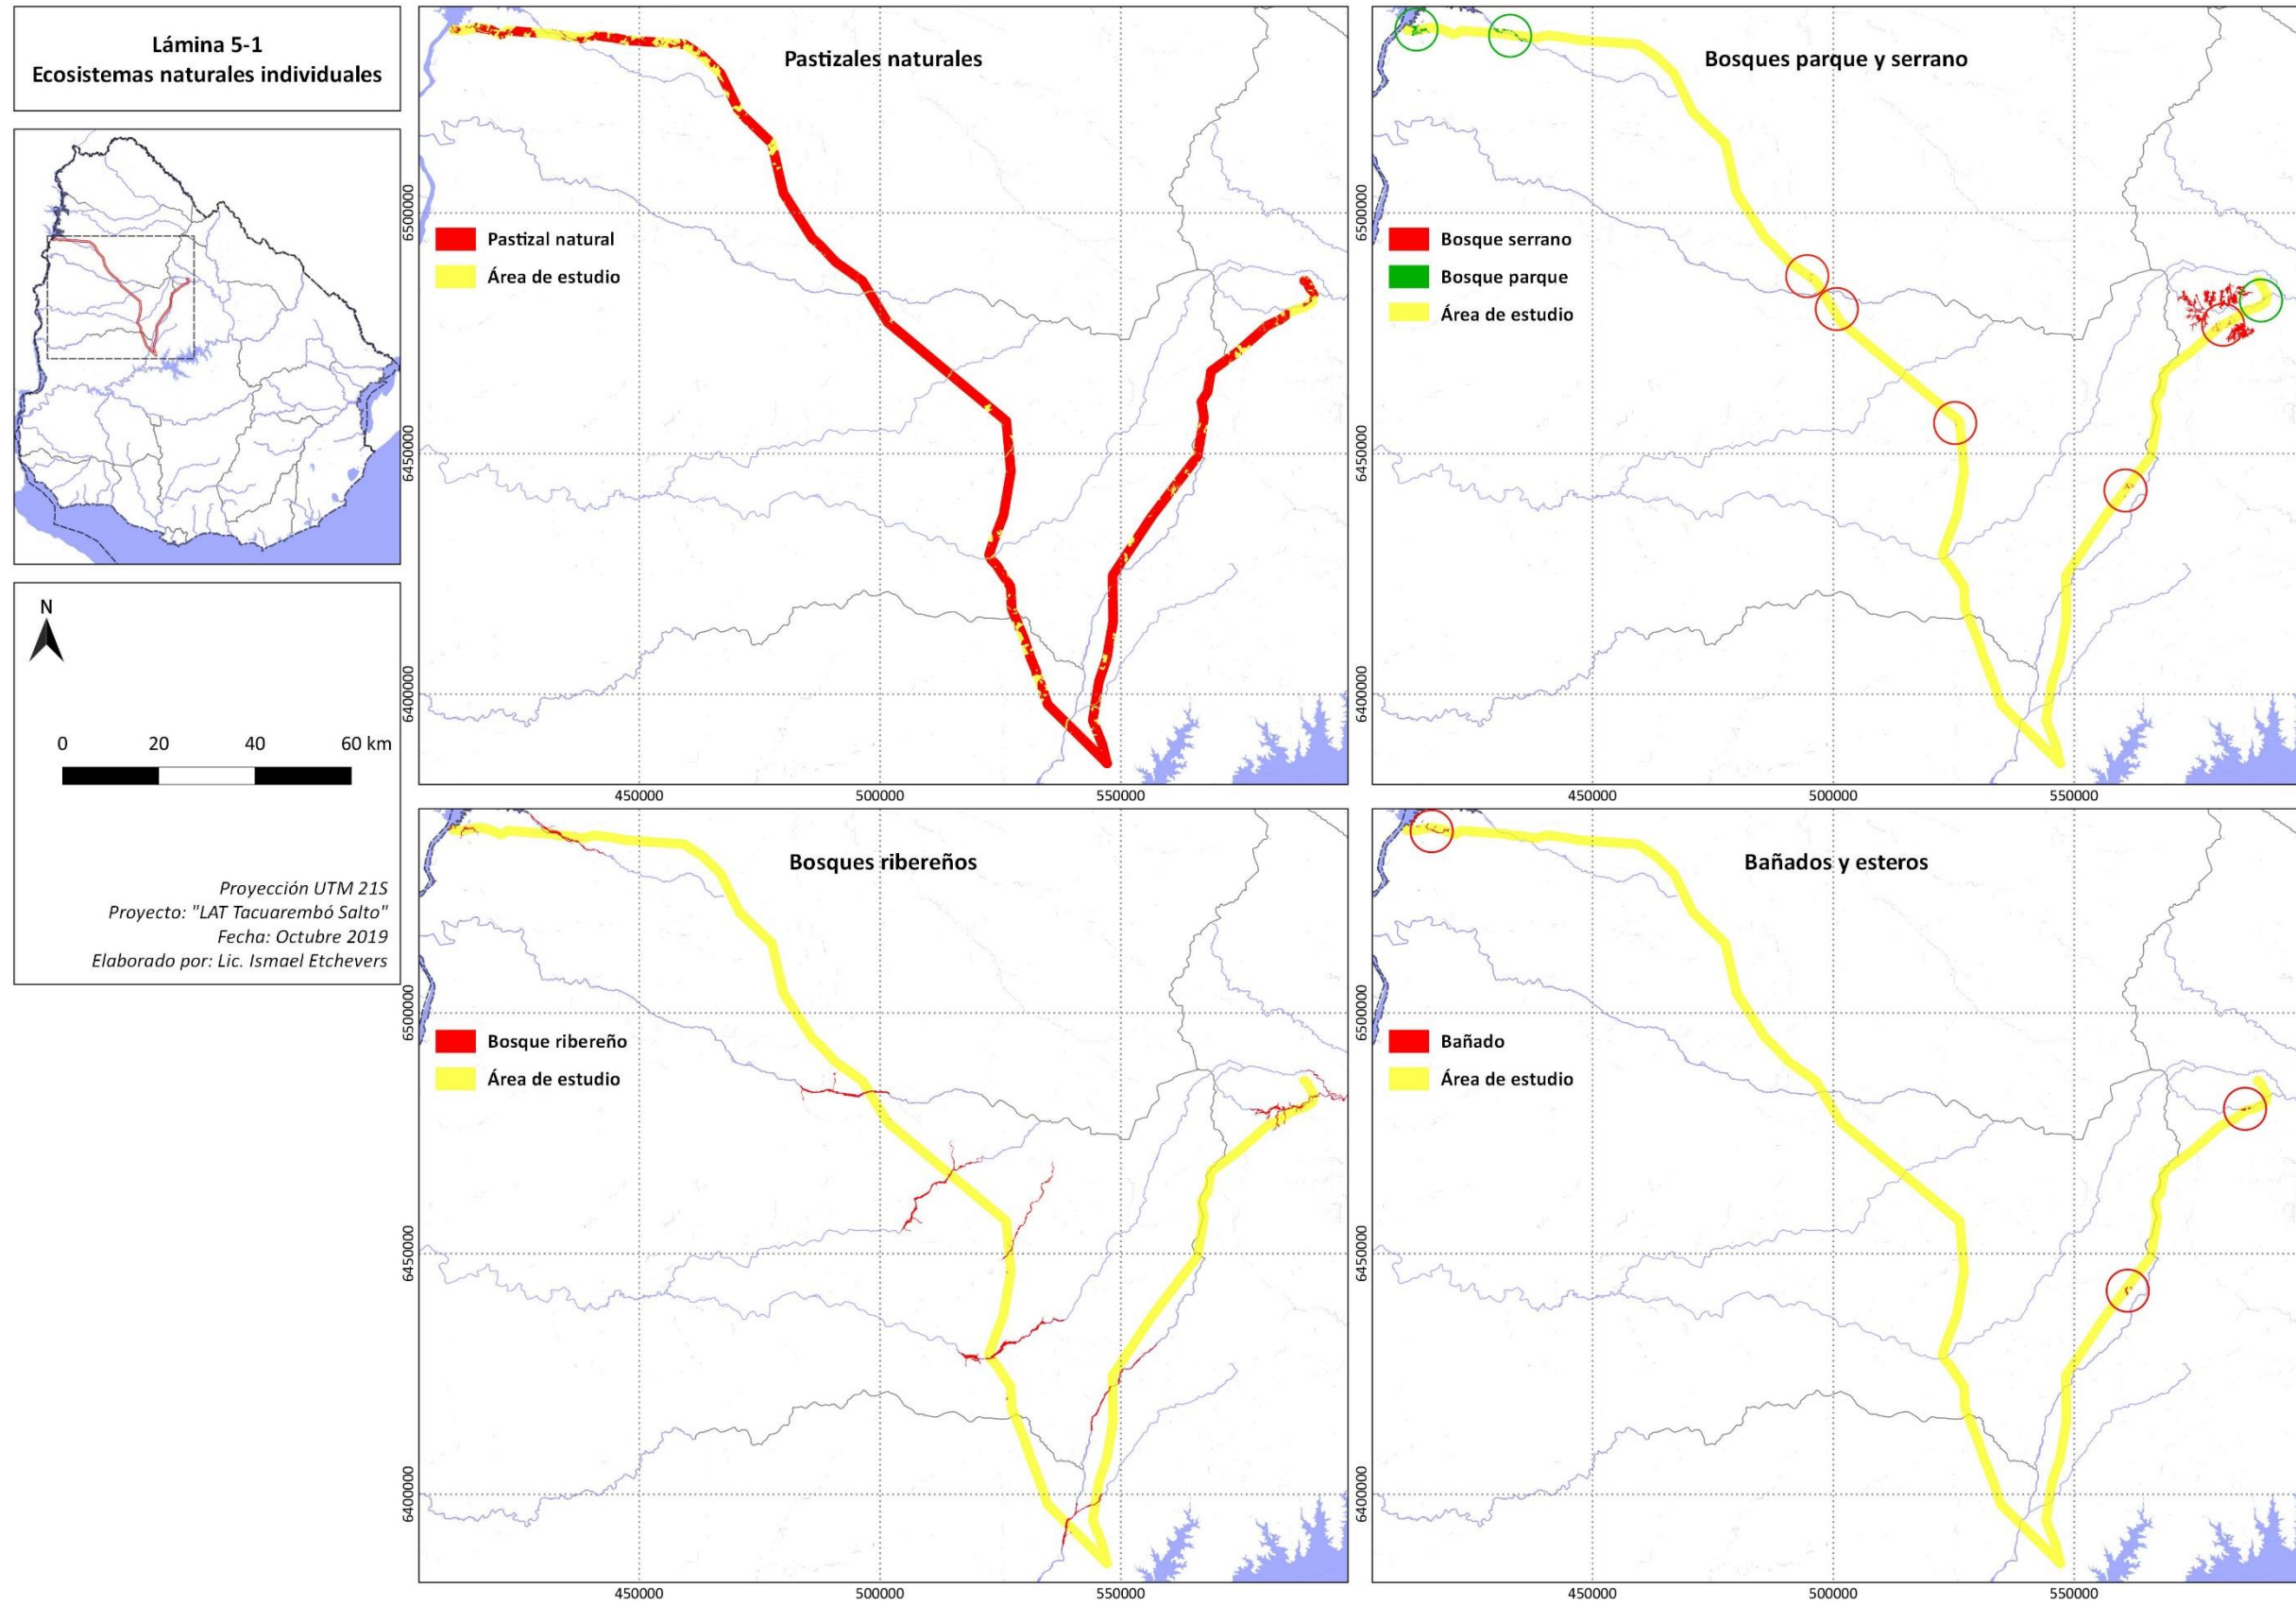 Lámina 5-1
Ecosistemas naturales individuales
N
0 20 40 60 km
Proyección UTM 21S
Proyecto: "LAT Tacuarembó Salto"
Fecha: Octubre 2019
Elaborado por: Lic. Ismael Etchevers
Pastizales naturales
Pastizal natural
Área de estudio
6500000
6450000
6400000
450000 500000 550000
Bosques parque y serrano
Bosque serrano
Bosque parque
Área de estudio
6500000
6450000
6400000
450000 500000 550000
Bosques ribereños
Bosque ribereño
Área de estudio
6500000
6450000
6400000
450000 500000 550000
Bañados y esteros
Bañado
Área de estudio
6500000
6450000
6400000
450000 500000 550000